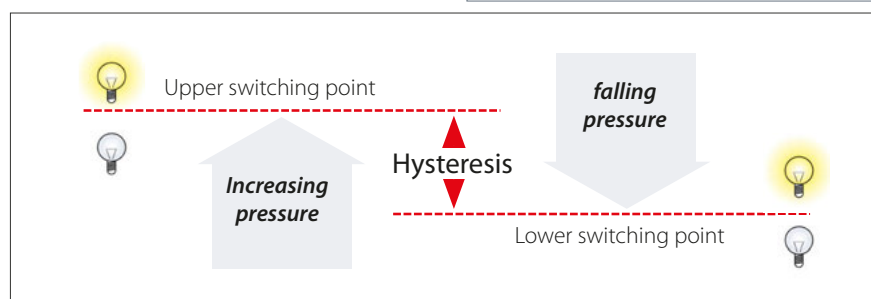 Upper switching point
falling
pressure
Hysteresis
Increasing
pressure
Lower switching point